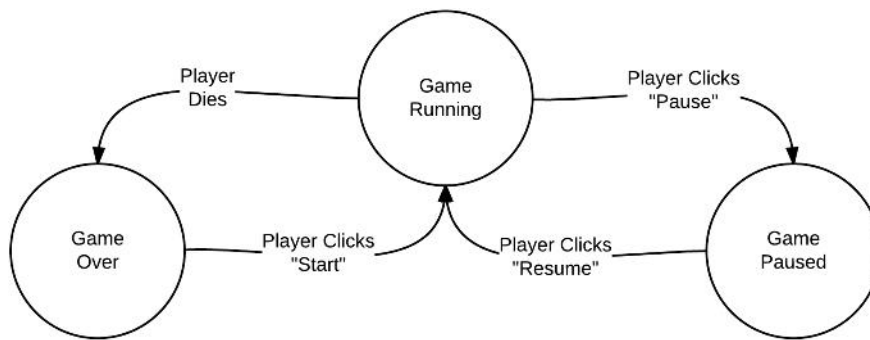 Player
Dies
Game
Running
Player Clicks
"Pause"
Game
Over
Player Clicks
"Start"
Player Clicks
"Resume"
Game
Paused